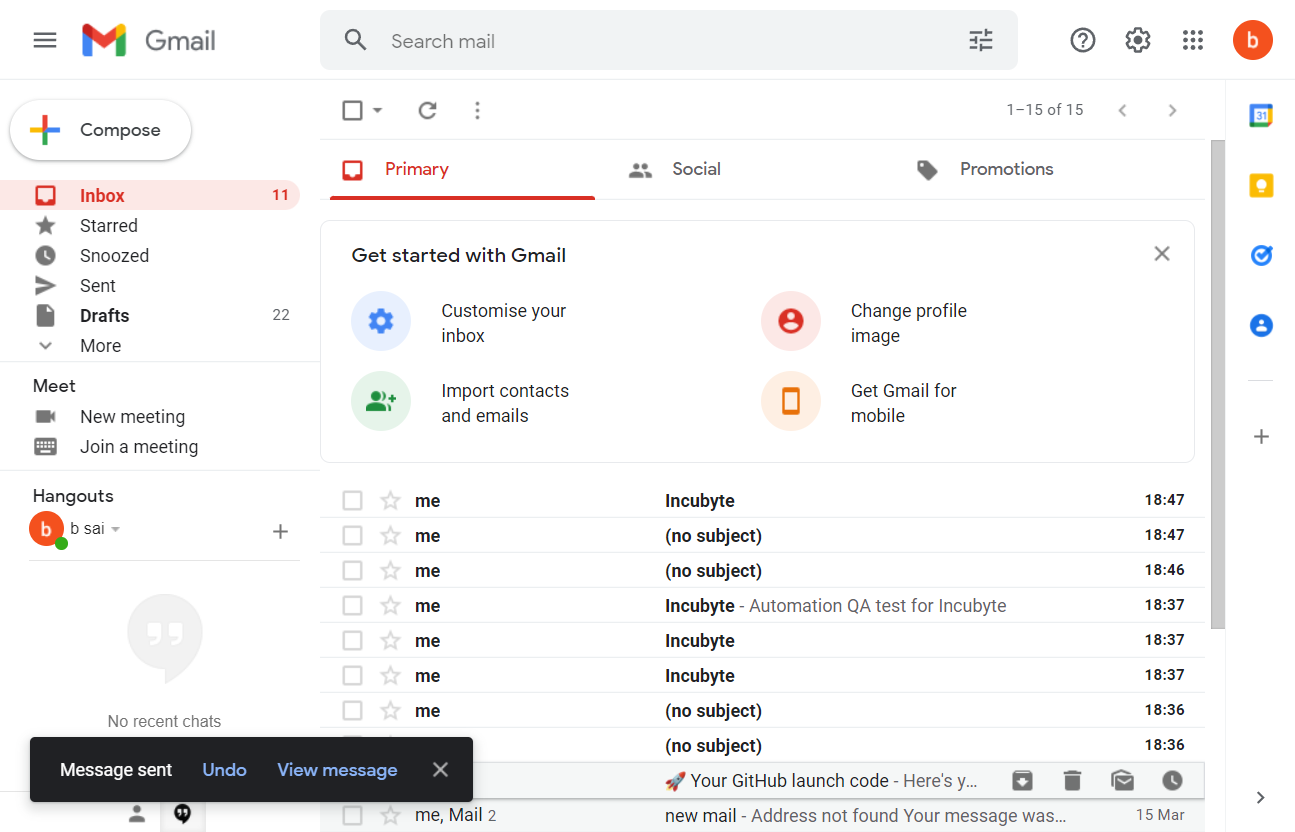 Gmail
Search mail
b
Compose
1–15 of 15
31
Primary
Social
Promotions
Inbox 11
Starred
Snoozed
Sent
Drafts 22
More
Get started with Gmail
Customise your
inbox
Change profile
image
Import contacts
and emails
Get Gmail for
mobile
Meet
New meeting
Join a meeting
Hangouts
b b sai
No recent chats
me Incubyte 18:47
me (no subject) 18:47
me (no subject) 18:46
me Incubyte - Automation QA test for Incubyte 18:37
me Incubyte 18:37
me Incubyte 18:37
me (no subject) 18:36
(no subject) 18:36
🚀 Your GitHub launch code - Here's y...
me, Mail 2 new mail - Address not found Your message was... 15 Mar
Message sent Undo View message